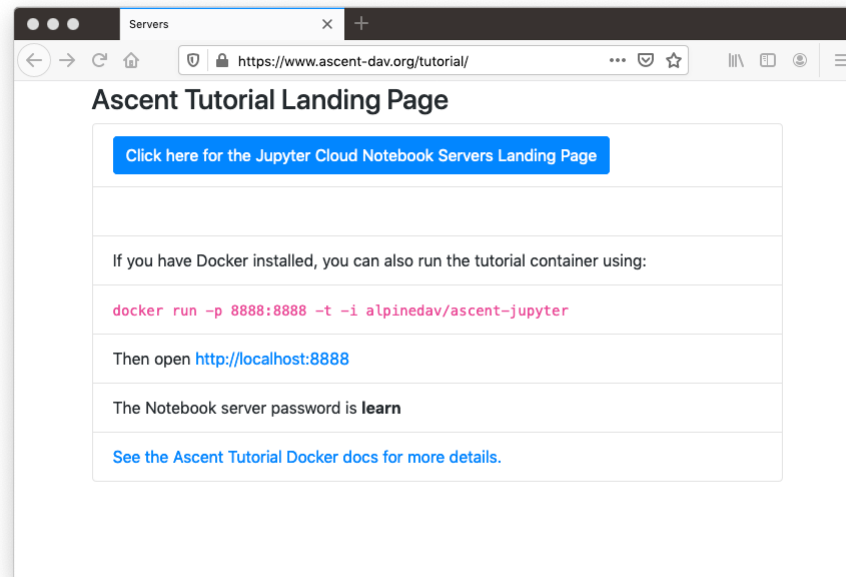 Servers
https://www.ascent-dav.org/tutorial/
Ascent Tutorial Landing Page
Click here for the Jupyter Cloud Notebook Servers Landing Page
If you have Docker installed, you can also run the tutorial container using:
docker run -p 8888:8888 -t -i alpinedav/ascent-jupyter
Then open http://localhost:8888
The Notebook server password is learn
See the Ascent Tutorial Docker docs for more details.